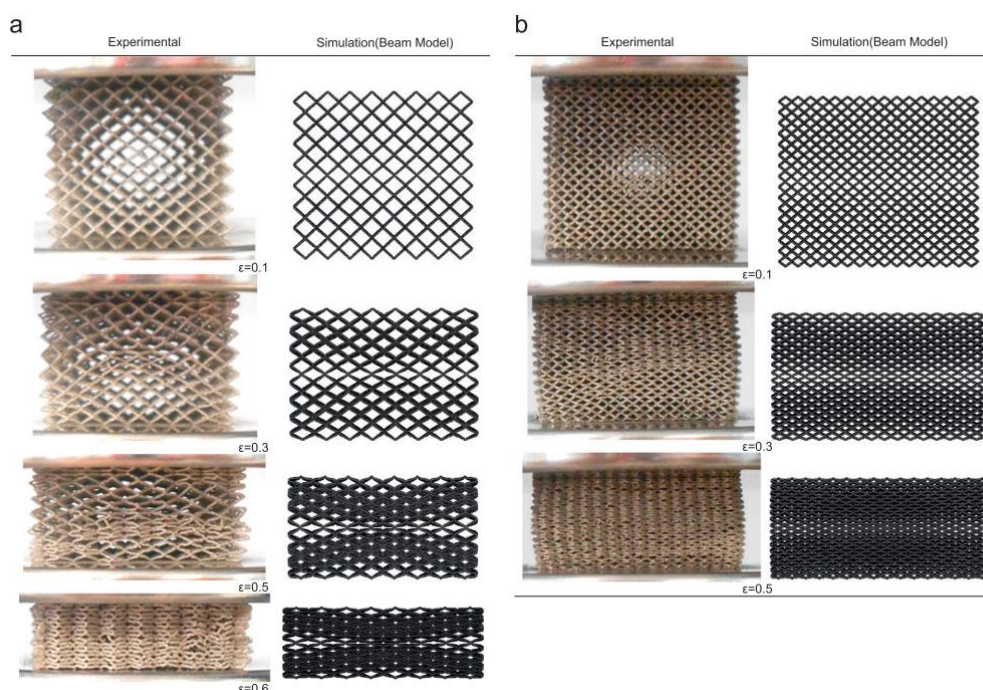 a
Experimental Simulation(Beam Model)
ε=0.1
ε=0.3
ε=0.5
ε=0.6
b
Experimental Simulation(Beam Model)
ε=0.1
ε=0.3
ε=0.5